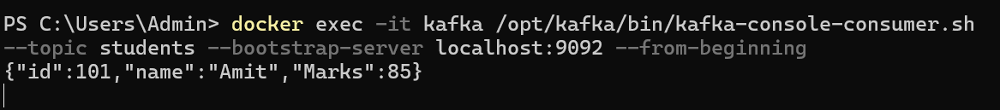 PS C:\Users\Admin> docker exec -it kafka /opt/kafka/bin/kafka-console-consumer.sh
--topic students --bootstrap-server localhost:9092 --from-beginning
{"id":101,"name":"Amit","Marks":85}